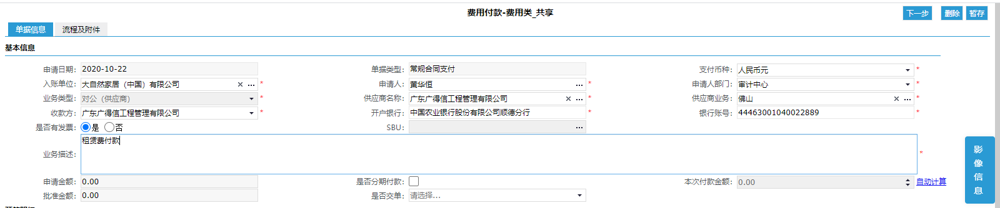 费用付款-费用类_共享
下一步 删除 暂存
单据信息 流程及附件
基本信息
申请日期: 2020-10-22 单据类型: 常规合同支付 支付币种: 人民币元 *
入账单位: 大自然家居（中国）有限公司 × ... * 申请人: 黄华恒 ... * 申请人部门: 审计中心 *
业务类型: 对公（供应商） * 供应商名称: 广东广得信工程管理有限公司 × ... * 供应商业务: 佛山 × ... *
收款方: 广东广得信工程管理有限公司 * 开户银行: 中国农业银行股份有限公司顺德分行 * 银行账号: 44463001040022889 *
是否有发票: 是 否 SBU: ...
业务描述: 租赁费付款 *
申请金额: 0.00 是否分期付款: 本次付款金额: 0.00 自动计算
批准金额: 0.00 是否交单: 请选择...
影像信息